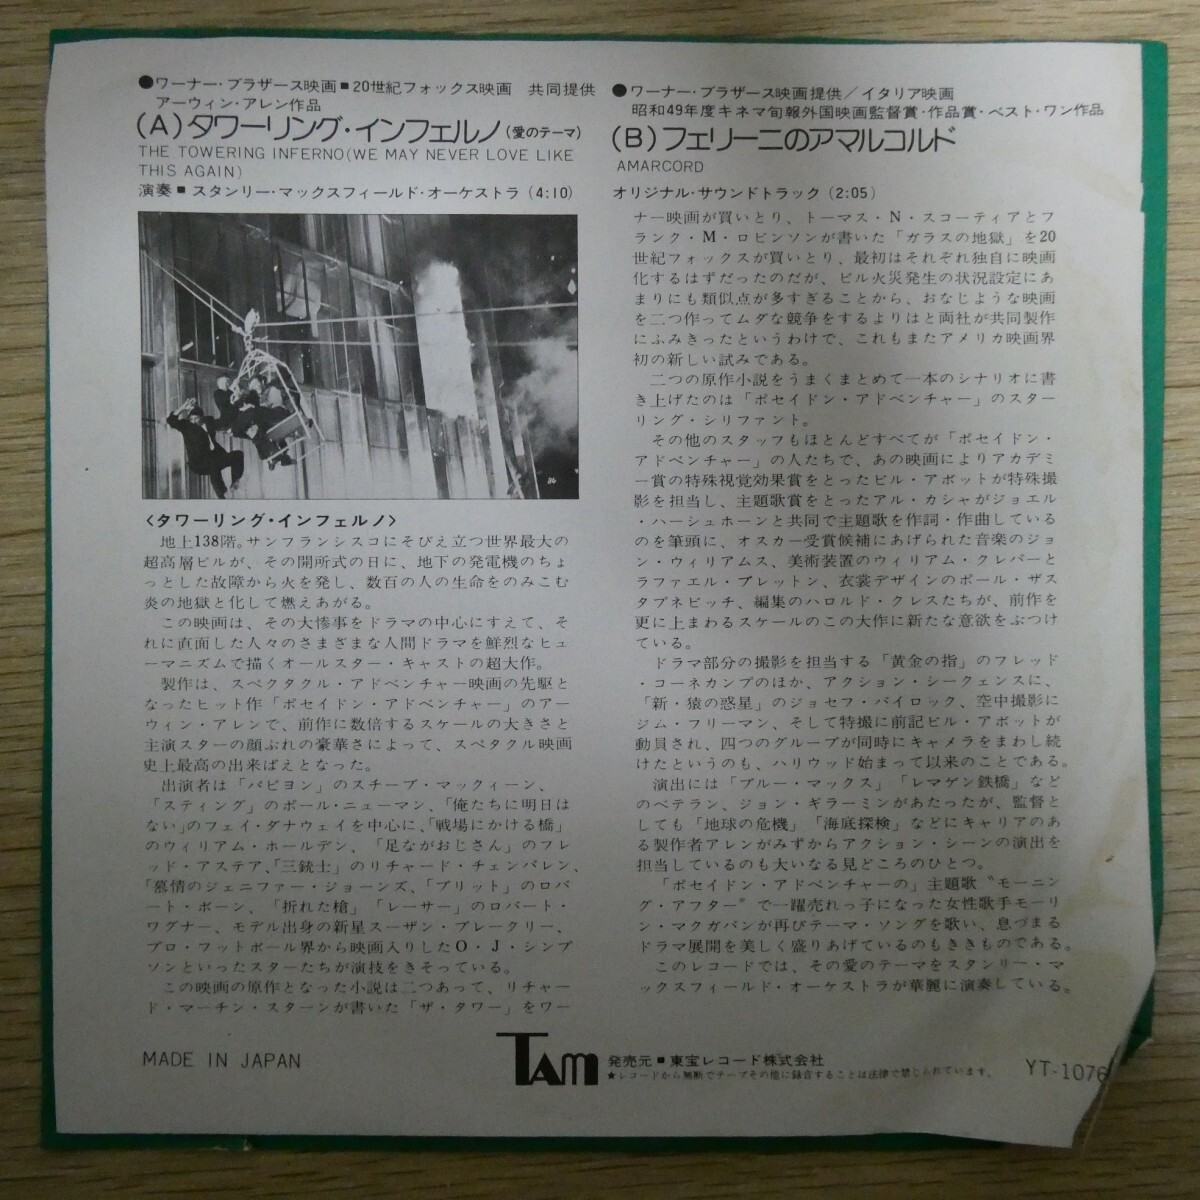 ●ワーナー・ブラザース映画■20世紀フォックス映画　共同提供
アーウィン・アレン作品
(A)タワーリング・インフェルノ(愛のテーマ)
THE TOWERING INFERNO(WE MAY NEVER LOVE LIKE
THIS AGAIN)
演奏■スタンリー・マックスフィールド・オーケストラ(4:10)
●ワーナー・ブラザース映画提供／イタリア映画
昭和49年度キネマ旬報外国映画監督賞・作品賞・ベスト・ワン作品
(B)フェリーニのアマルコルド
AMARCORD
オリジナル・サウンドトラック(2:05)
〈タワーリング・インフェルノ〉
地上138階。サンフランシスコにそびえ立つ世界最大の
超高層ビルが、その開所式の日に、地下の発電機のちょ
っとした故障から火を発し、数百の人の生命をのみこむ
炎の地獄と化して燃えあがる。
この映画は、その大惨事をドラマの中心にすえて、そ
れに直面した人々のさまざまな人間ドラマを鮮烈なヒュ
ーマニズムで描くオールスター・キャストの超大作。
製作は、スペクタクル・アドベンチャー映画の先駆と
なったヒット作「ポセイドン・アドベンチャー」のアー
ウィン・アレンで、前作に数倍するスケールの大きさと
主演スターの顔ぶれの豪華さによって、スペタクル映画
史上最高の出来ばえとなった。
出演者は「パピヨン」のスチーブ・マックィーン、
「スティング」のポール・ニューマン、「俺たちに明日は
ない」のフェイ・ダナウェイを中心に、「戦場にかける橋」
のウィリアム・ホールデン、「足ながおじさん」のフレ
ッド・アステア、「三銃士」のリチャード・チェンバレン、
「慕情のジェニファー・ジョーンズ、「ブリット」のロバ
ート・ボーン、「折れた槍」「レーサー」のロバート・
ワグナー、モデル出身の新星スーザン・ブレークリー、
プロ・フットボール界から映画入りしたO・J・シンプ
ソンといったスターたちが演技をきそっている。
この映画の原作となった小説は二つあって、リチャー
ド・マーチン・スターンが書いた「ザ・タワー」をワー
ナー映画が買いとり、トーマス・N・スコーティアとフ
ランク・M・ロビンソンが書いた「ガラスの地獄」を20
世紀フォックスが買いとり、最初はそれぞれ独自に映画
化するはずだったのだが、ビル火災発生の状況設定にあ
まりにも類似点が多すぎることから、おなじような映画
を二つ作ってムダな競争をするよりはと両社が共同製作
にふみきったというわけで、これもまたアメリカ映画界
初の新しい試みである。
二つの原作小説をうまくまとめて一本のシナリオに書
き上げたのは「ポセイドン・アドベンチャー」のスター
リング・シリファント。
その他のスタッフもほとんどすべてが「ポセイドン・
アドベンチャー」の人たちで、あの映画によりアカデミ
ー賞の特殊視覚効果賞をとったビル・アボットが特殊撮
影を担当し、主題歌賞をとったアル・カシャがジョエル
・ハーシュホーンと共同で主題歌を作詞・作曲している
のを筆頭に、オスカー受賞候補にあげられた音楽のジョ
ン・ウィリアムス、美術装置のウィリアム・クレバーと
ラファエル・ブレットン、衣裳デザインのポール・ザス
タプネビッチ、編集のハロルド・クレスたちが、前作を
更に上まわるスケールのこの大作に新たな意欲をぶつけ
ている。
ドラマ部分の撮影を担当する「黄金の指」のフレッド
・コーネカンプのほか、アクション・シークェンスに、
「新・猿の惑星」のジョセフ・バイロック、空中撮影に
ジム・フリーマン、そして特撮に前記ビル・アボットが
動員され、四つのグループが同時にキャメラをまわし続
けたというのも、ハリウッド始まって以来のことである。
演出には「ブルー・マックス」「レマゲン鉄橋」など
のベテラン、ジョン・ギラーミンがあたったが、監督と
しても「地球の危機」「海底探検」などにキャリアのあ
る製作者アレンがみずからアクション・シーンの演出を
担当しているのも大いなる見どころのひとつ。
「ポセイドン・アドベンチャーの」主題歌“モーニン
グ・アフター”で一躍売れっ子になった女性歌手モーリ
ン・マクガバンが再びテーマ・ソングを歌い、息づまる
ドラマ展開を美しく盛りあげているのもききものである。
このレコードでは、その愛のテーマをスタンリー・マ
ックスフィールド・オーケストラが華麗に演奏している。
MADE IN JAPAN
TAM
発売元■東宝レコード株式会社
★レコードから無断でテープその他に録音することは法律で禁じられています。
YT-1076